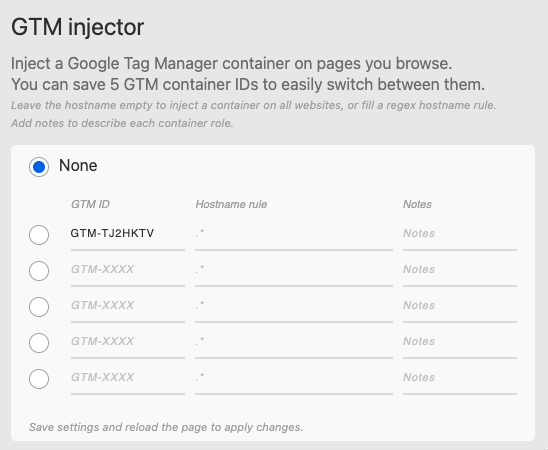 GTM injector
Inject a Google Tag Manager container on pages you browse.
You can save 5 GTM container IDs to easily switch between them.
Leave the hostname empty to inject a container on all websites, or fill a regex hostname rule.
Add notes to describe each container role.
None
GTM ID Hostname rule Notes
GTM-TJ2HKTV .* Notes
GTM-XXXX .* Notes
GTM-XXXX .* Notes
GTM-XXXX .* Notes
GTM-XXXX .* Notes
Save settings and reload the page to apply changes.